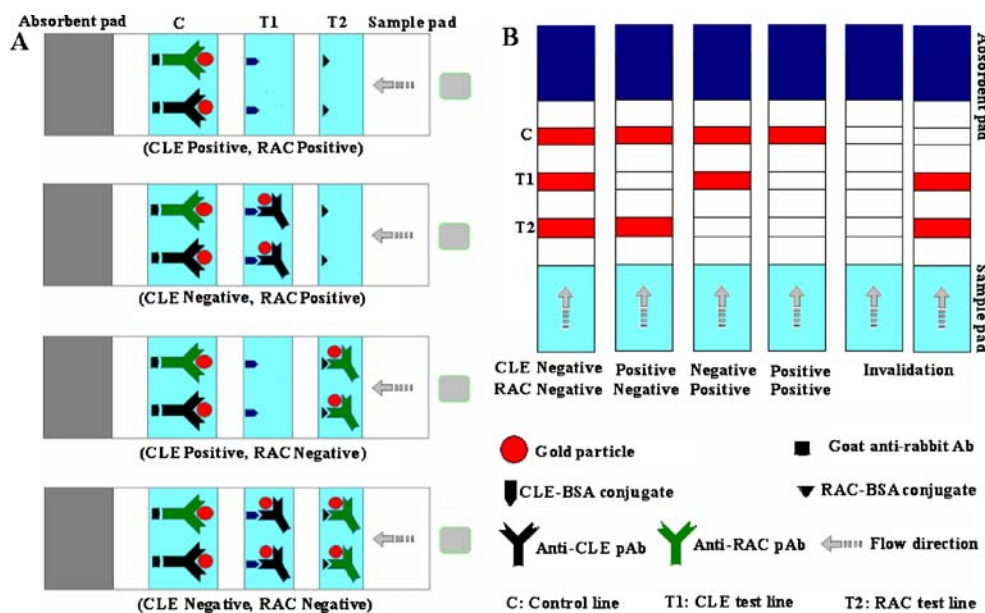 A
Absorbent pad C T1 T2 Sample pad
(CLE Positive, RAC Positive)
(CLE Negative, RAC Positive)
(CLE Positive, RAC Negative)
(CLE Negative, RAC Negative)
B
Absorbent pad
C
T1
T2
Sample pad
CLE Negative Positive Negative Positive Invalidation
RAC Negative Negative Positive Positive
Gold particle
Goat anti-rabbit Ab
CLE-BSA conjugate
RAC-BSA conjugate
Anti-CLE pAb
Anti-RAC pAb
Flow direction
C: Control line T1: CLE test line T2: RAC test line